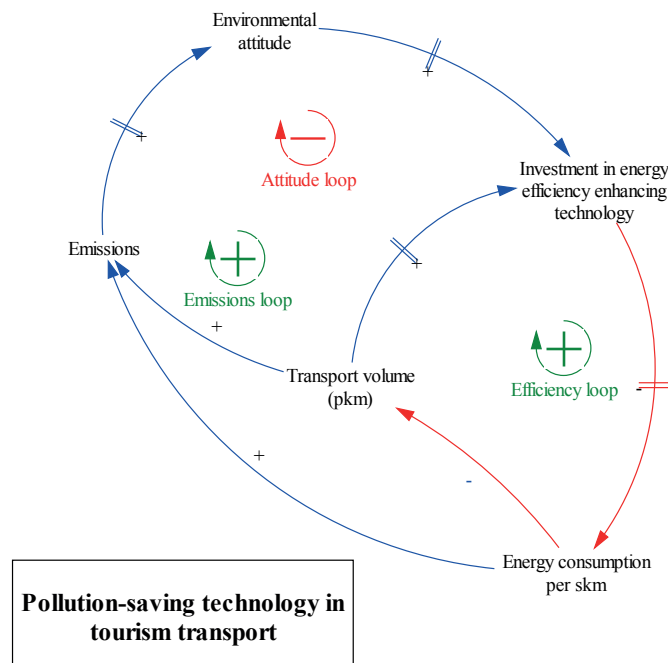 Environmental
attitude
+
+
Attitude loop
Investment in energy
efficiency enhancing
technology
Emissions
+
Emissions loop
+
Transport volume
(pkm)
Efficiency loop
-
+
-
Energy consumption
per skm
Pollution-saving technology in
tourism transport